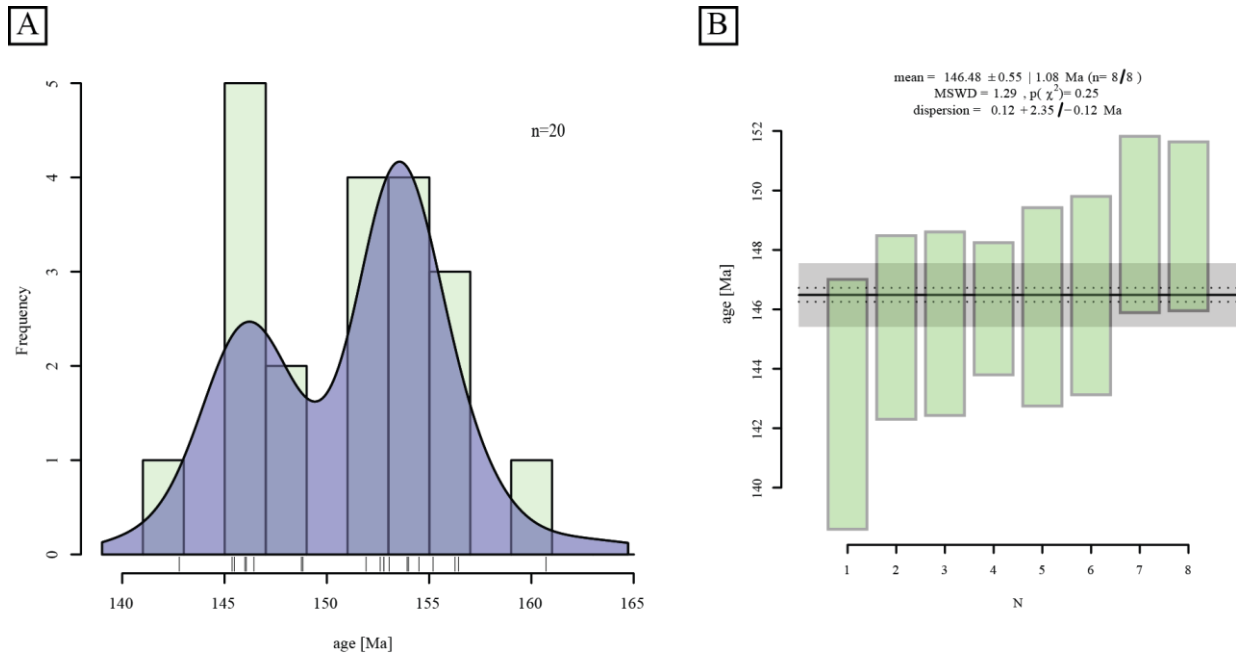 A
n=20
Frequency
5
4
3
2
1
0
140 145 150 155 160 165
age [Ma]
B
mean = 146.48 ±0.55 | 1.08 Ma (n= 8/8 )
MSWD = 1.29 , p( χ²)= 0.25
dispersion = 0.12 +2.35/−0.12 Ma
age [Ma]
152
150
148
146
144
142
140
1 2 3 4 5 6 7 8
N